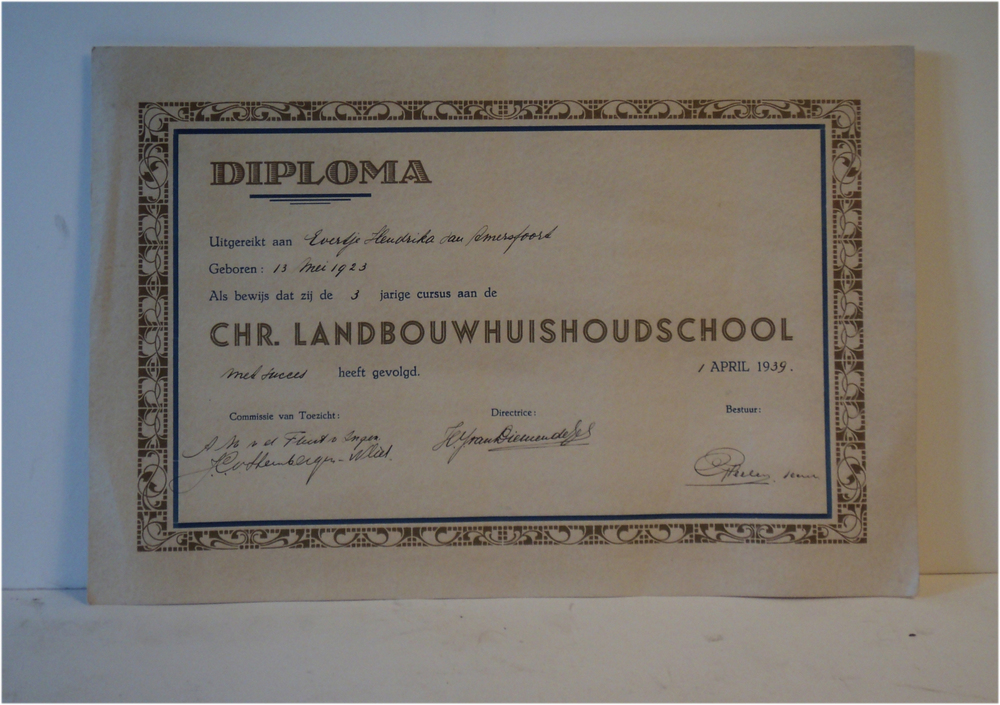 DIPLOMA
Uitgereikt aan Evertje Hendrika van Amersfoort
Geboren: 13 Mei 1923
Als bewijs dat zij de 3 jarige cursus aan de
CHR. LANDBOUWHUISHOUDSCHOOL
met succes heeft gevolgd. 1 APRIL 1939.
Commissie van Toezicht: Directrice: Bestuur: